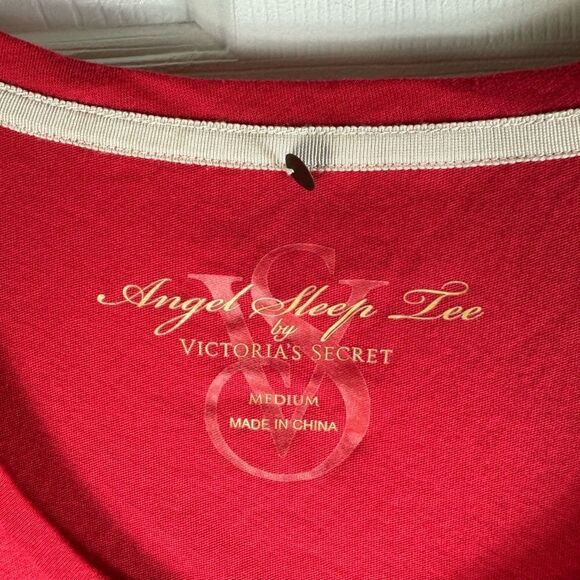 Angel Sleep Tee
by
VICTORIA'S SECRET
MEDIUM
MADE IN CHINA